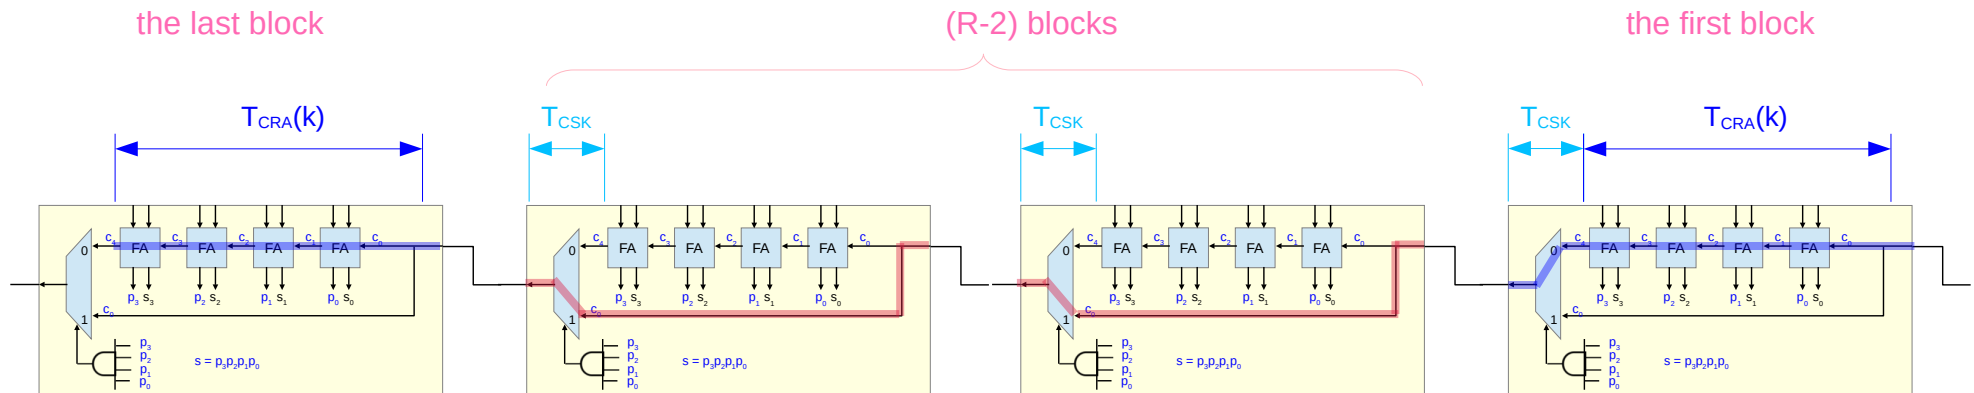 the last block (R-2) blocks the first block
T_CRA(k) T_CSK T_CSK T_CSK T_CRA(k)
0 c₄ FA c₃ FA c₂ FA c₁ FA c₀
p₃ s₃ p₂ s₂ p₁ s₁ p₀ s₀
1 c₀
p₃
p₂
p₁
p₀
s = p₃p₂p₁p₀
0 c₄ FA c₃ FA c₂ FA c₁ FA c₀
p₃ s₃ p₂ s₂ p₁ s₁ p₀ s₀
1 c₀
p₃
p₂
p₁
p₀
s = p₃p₂p₁p₀
0 c₄ FA c₃ FA c₂ FA c₁ FA c₀
p₃ s₃ p₂ s₂ p₁ s₁ p₀ s₀
1 c₀
p₃
p₂
p₁
p₀
s = p₃p₂p₁p₀
0 c₄ FA c₃ FA c₂ FA c₁ FA c₀
p₃ s₃ p₂ s₂ p₁ s₁ p₀ s₀
1 c₀
p₃
p₂
p₁
p₀
s = p₃p₂p₁p₀